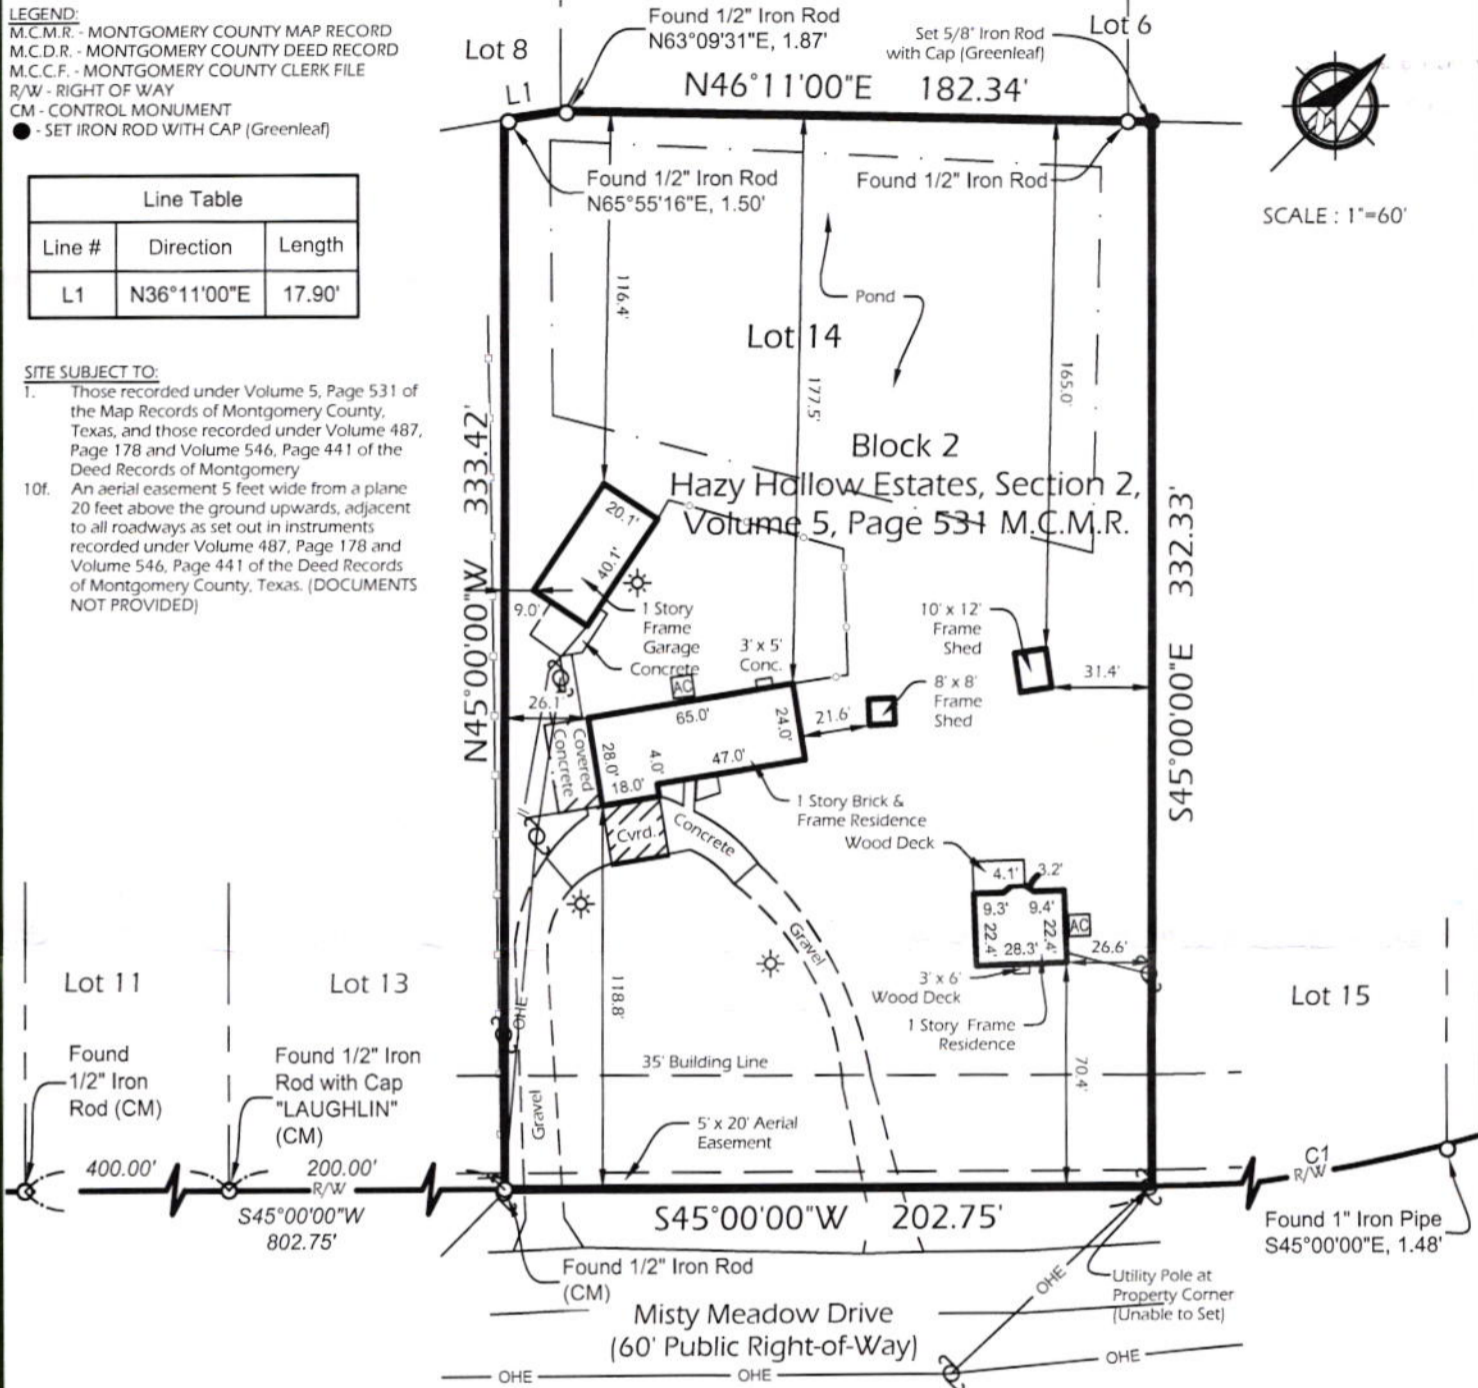 LEGEND:
M.C.M.R. - MONTGOMERY COUNTY MAP RECORD
M.C.D.R. - MONTGOMERY COUNTY DEED RECORD
M.C.C.F. - MONTGOMERY COUNTY CLERK FILE
R/W - RIGHT OF WAY
CM - CONTROL MONUMENT
- SET IRON ROD WITH CAP (Greenleaf)
Line Table
Line # Direction Length
L1 N36°11'00"E 17.90'
SITE SUBJECT TO:
1. Those recorded under Volume 5, Page 531 of
the Map Records of Montgomery County,
Texas, and those recorded under Volume 487,
Page 178 and Volume 546, Page 441 of the
Deed Records of Montgomery
10f. An aerial easement 5 feet wide from a plane
20 feet above the ground upwards, adjacent
to all roadways as set out in instruments
recorded under Volume 487, Page 178 and
Volume 546, Page 441 of the Deed Records
of Montgomery County, Texas. (DOCUMENTS
NOT PROVIDED)
Lot 8
Found 1/2" Iron Rod
N63°09'31"E, 1.87'
Set 5/8" Iron Rod
with Cap (Greenleaf)
Lot 6
L1
N46°11'00"E 182.34'
SCALE : 1"=60'
Found 1/2" Iron Rod
N65°55'16"E, 1.50'
Found 1/2" Iron Rod
116.4'
Pond
Lot 14
177.5'
165.0'
Block 2
Hazy Hollow Estates, Section 2,
Volume 5, Page 531 M.C.M.R.
N45°00'00"W 333.42'
S45°00'00"E 332.33'
20.1'
40.1'
9.0'
1 Story
Frame
Garage
Concrete
3' x 5'
Conc.
AC
10' x 12'
Frame
Shed
31.4'
8' x 8'
Frame
Shed
26.1'
65.0'
24.0'
21.6'
28.0'
4.0'
47.0'
18.0'
Covered
Concrete
Cvrd.
Concrete
1 Story Brick &
Frame Residence
Wood Deck
4.1' 3.2'
9.3' 9.4'
22.4' 22.4'
28.3'
AC
26.6'
3' x 6'
Wood Deck
1 Story Frame
Residence
Gravel
118.8'
OHE
70.4'
35' Building Line
Gravel
5' x 20' Aerial
Easement
Lot 11
Lot 13
Lot 15
Found
1/2" Iron
Rod (CM)
Found 1/2" Iron
Rod with Cap
"LAUGHLIN"
(CM)
400.00'
200.00'
R/W
S45°00'00"W
802.75'
S45°00'00"W 202.75'
C1
R/W
Found 1" Iron Pipe
S45°00'00"E, 1.48'
Found 1/2" Iron Rod
(CM)
Utility Pole at
Property Corner
(Unable to Set)
OHE
Misty Meadow Drive
(60' Public Right-of-Way)
OHE OHE OHE